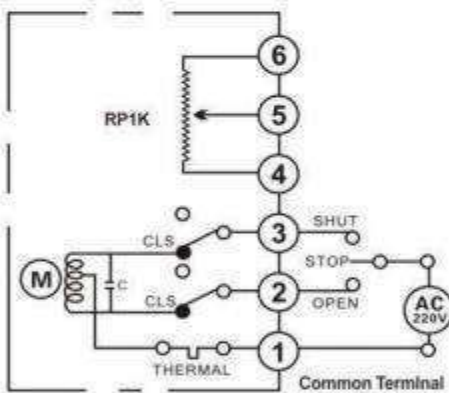 6
RP1K
5
4
3
SHUT
CLS
STOP
M
C
CLS
2
OPEN
AC
220V
1
THERMAL
Common Terminal